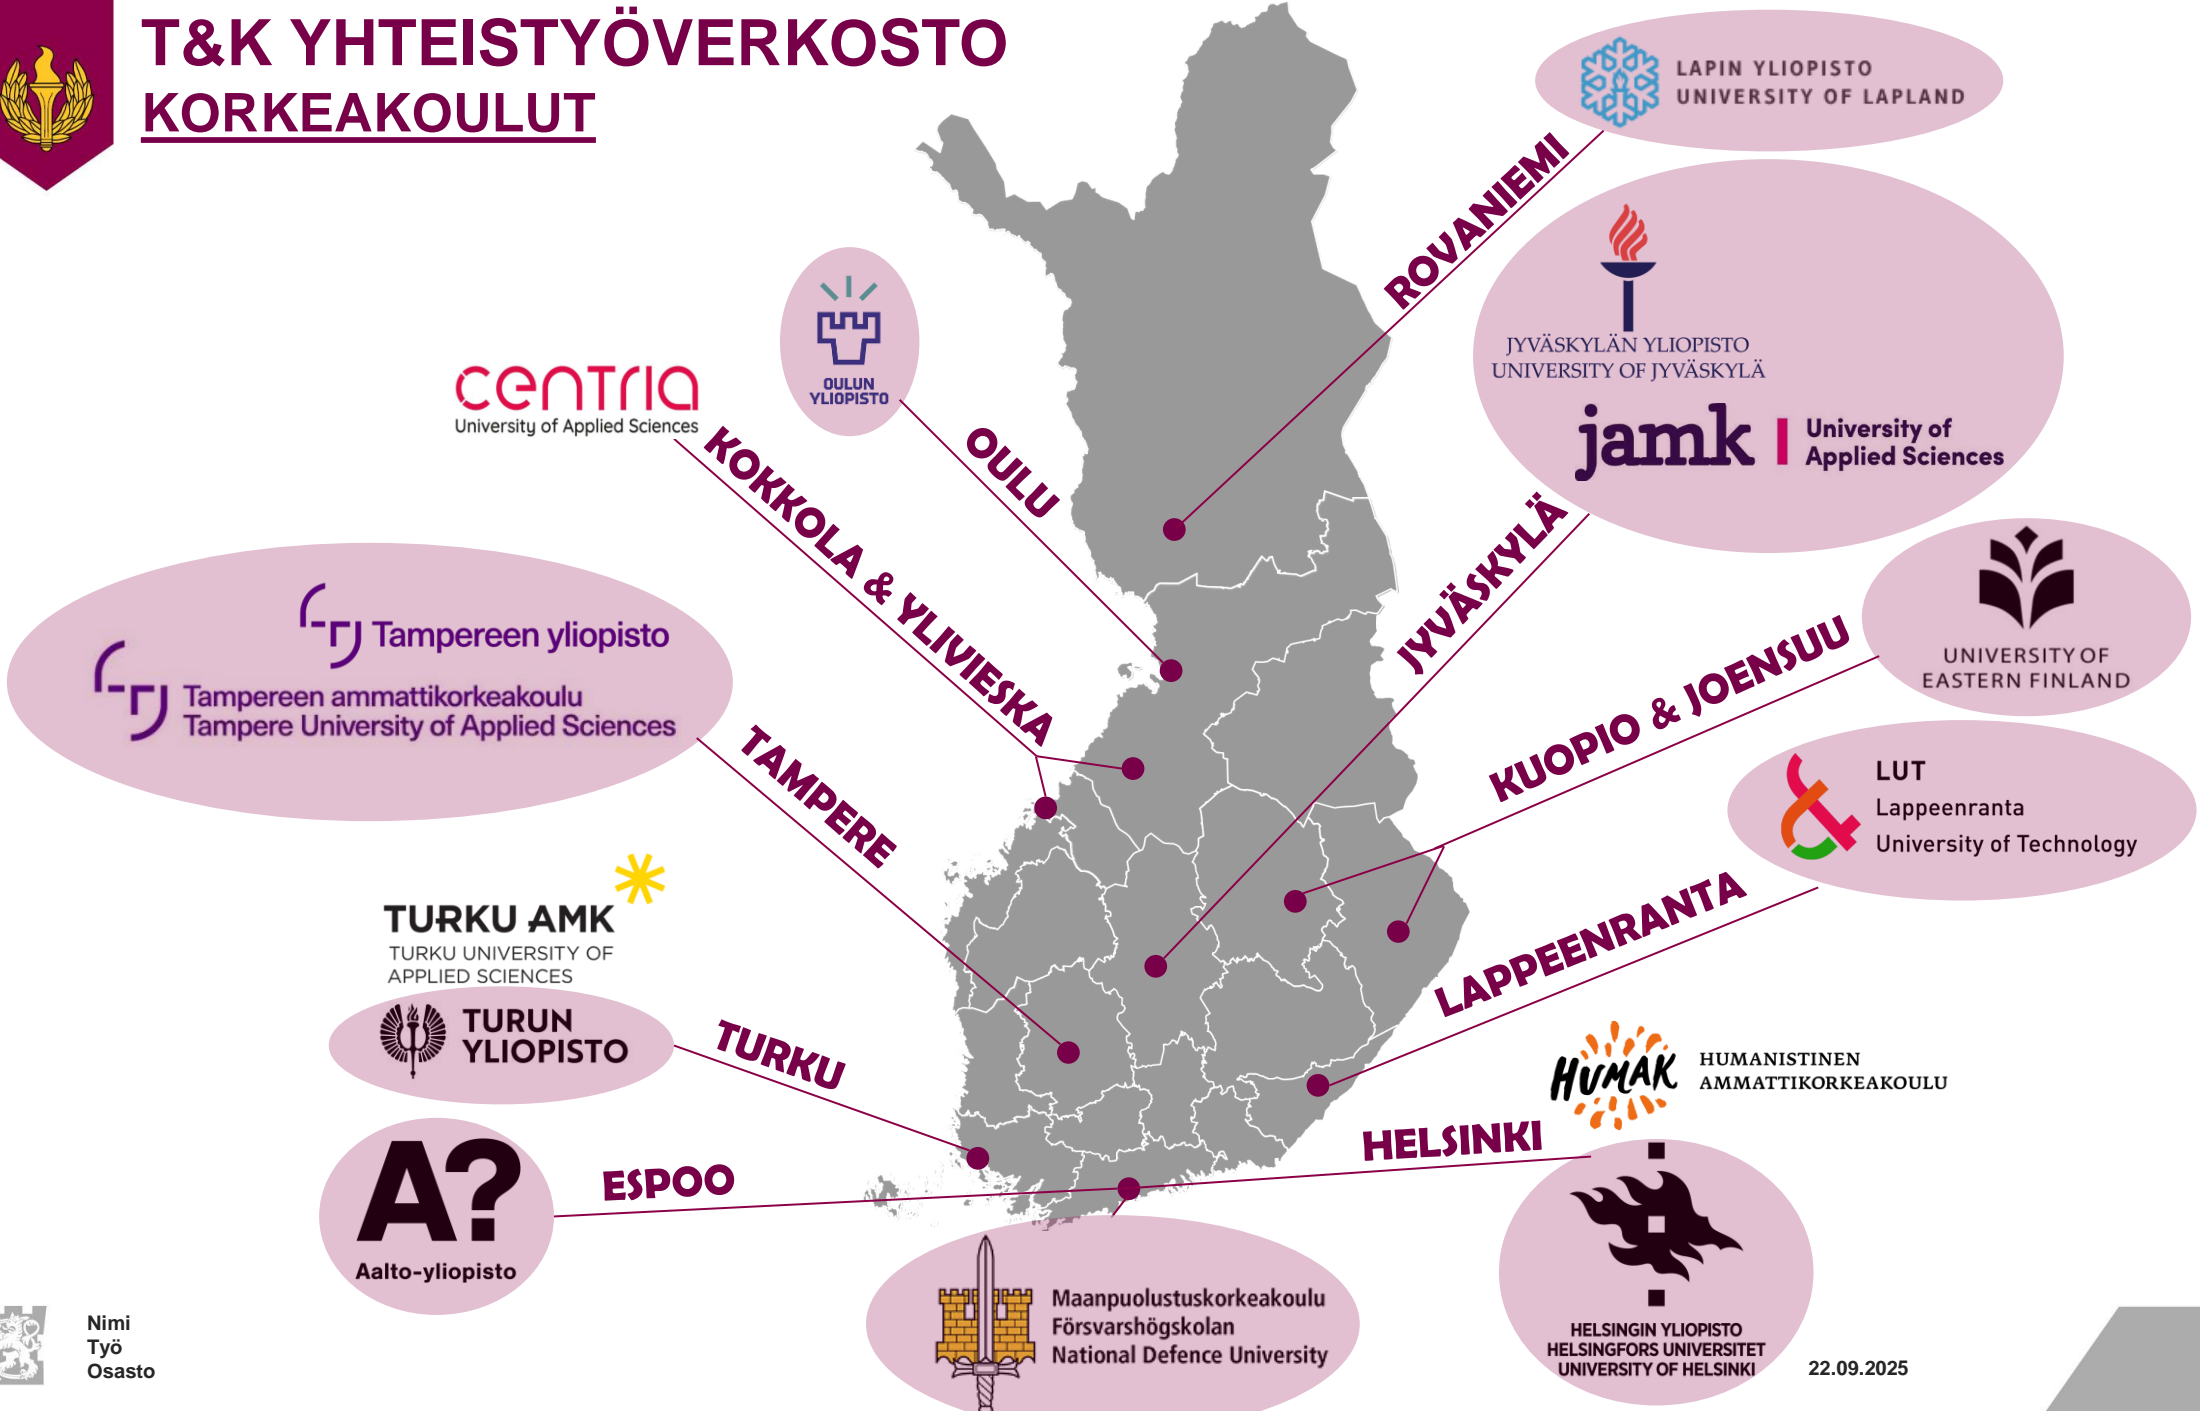 T&K YHTEISTYÖVERKOSTO
KORKEAKOULUT
LAPIN YLIOPISTO
UNIVERSITY OF LAPLAND
ROVANIEMI
JYVÄSKYLÄN YLIOPISTO
UNIVERSITY OF JYVÄSKYLÄ
jamk
University of
Applied Sciences
JYVÄSKYLÄ
OULUN
YLIOPISTO
OULU
centria
University of Applied Sciences
KOKKOLA & YLIVIESKA
UNIVERSITY OF
EASTERN FINLAND
KUOPIO & JOENSUU
Tampereen yliopisto
Tampereen ammattikorkeakoulu
Tampere University of Applied Sciences
TAMPERE
LUT
Lappeenranta
University of Technology
LAPPEENRANTA
TURKU AMK
TURKU UNIVERSITY OF
APPLIED SCIENCES
TURUN
YLIOPISTO
TURKU
HUMAK
HUMANISTINEN
AMMATTIKORKEAKOULU
HELSINKI
A?
Aalto-yliopisto
ESPOO
Maanpuolustuskorkeakoulu
Försvarshögskolan
National Defence University
HELSINGIN YLIOPISTO
HELSINGFORS UNIVERSITET
UNIVERSITY OF HELSINKI
Nimi
Työ
Osasto
22.09.2025